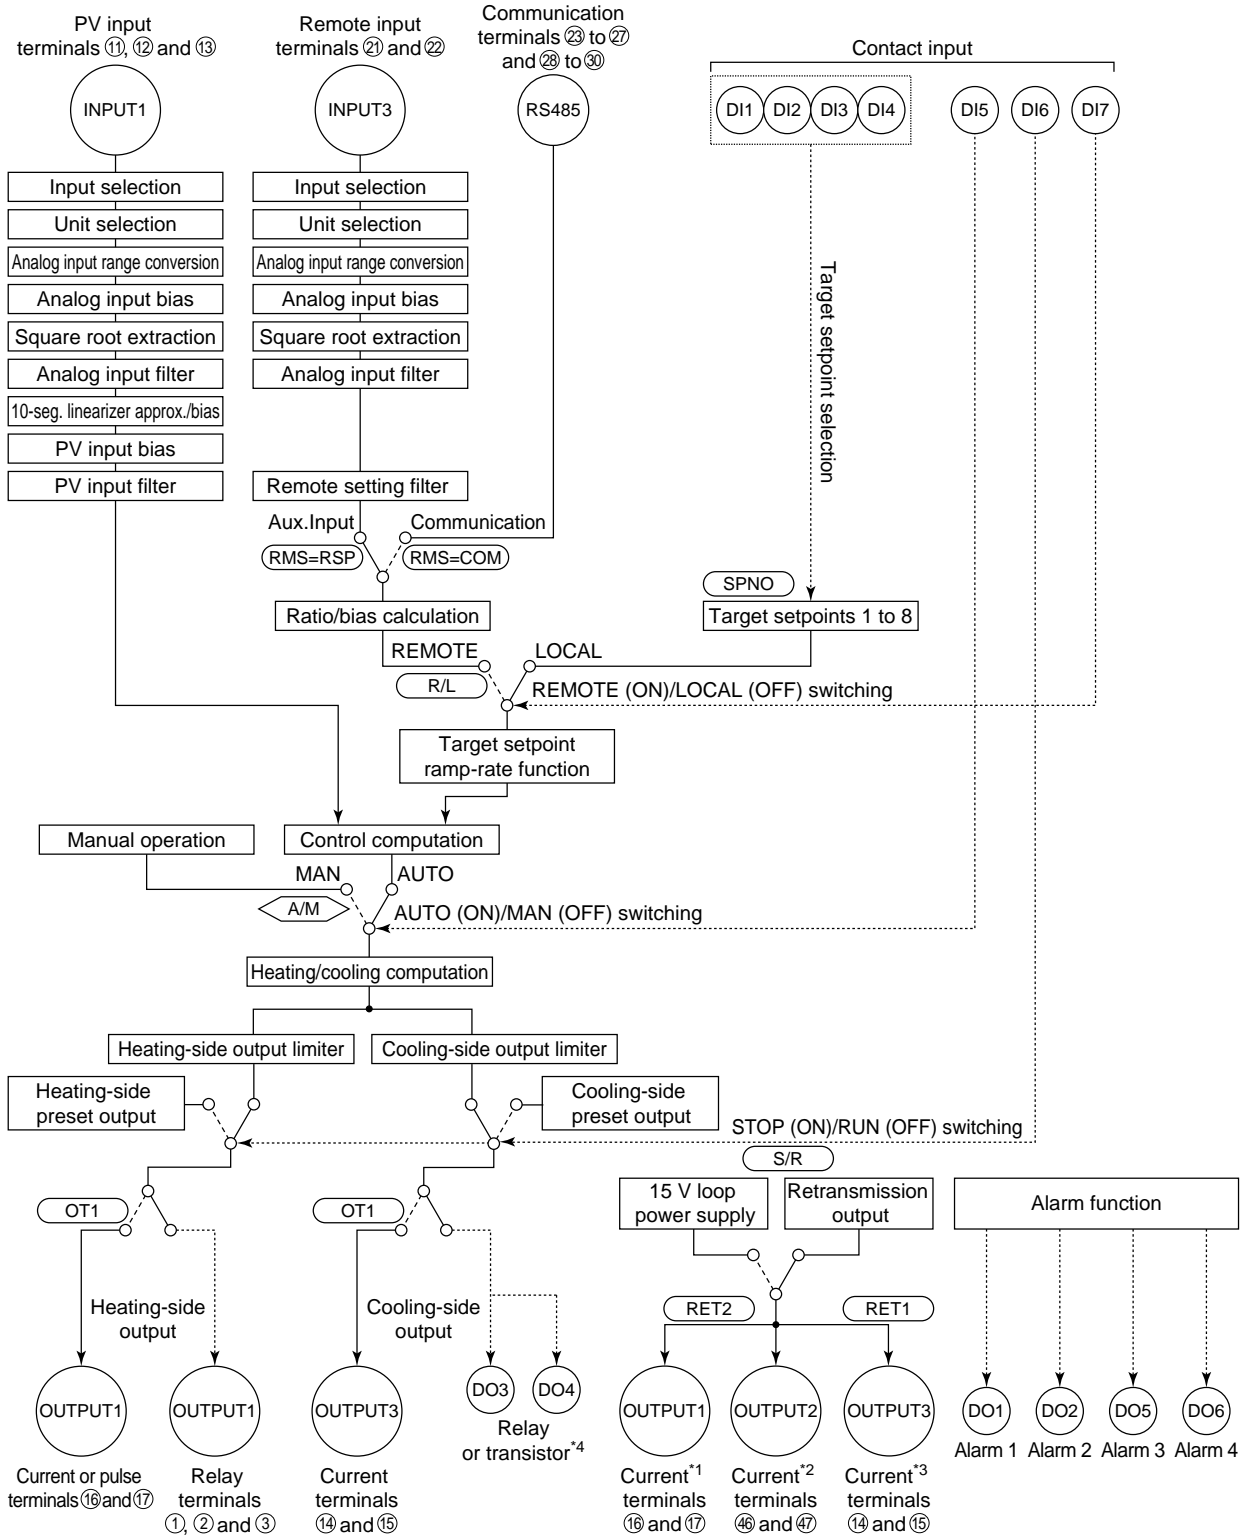 PV input
terminals ⑪, ⑫ and ⑬
Remote input
terminals ㉑ and ㉒
Communication
terminals ㉓ to ㉗
and ㉘ to ㉚
Contact input
INPUT1
INPUT3
RS485
DI1
DI2
DI3
DI4
DI5
DI6
DI7
Input selection
Unit selection
Analog input range conversion
Analog input bias
Square root extraction
Analog input filter
10-seg. linearizer approx./bias
PV input bias
PV input filter
Input selection
Unit selection
Analog input range conversion
Analog input bias
Square root extraction
Analog input filter
Remote setting filter
Target setpoint selection
Aux.Input
Communication
RMS=RSP
RMS=COM
SPNO
Ratio/bias calculation
Target setpoints 1 to 8
REMOTE
LOCAL
R/L
REMOTE (ON)/LOCAL (OFF) switching
Target setpoint
ramp-rate function
Manual operation
Control computation
MAN
AUTO
A/M
AUTO (ON)/MAN (OFF) switching
Heating/cooling computation
Heating-side output limiter
Cooling-side output limiter
Heating-side
preset output
Cooling-side
preset output
STOP (ON)/RUN (OFF) switching
S/R
OT1
OT1
15 V loop
power supply
Retransmission
output
Alarm function
Heating-side
output
Cooling-side
output
RET2
RET1
OUTPUT1
OUTPUT1
OUTPUT3
DO3
DO4
Relay
or transistor*4
OUTPUT1
OUTPUT2
OUTPUT3
DO1
DO2
DO5
DO6
Alarm 1
Alarm 2
Alarm 3
Alarm 4
Current or pulse
terminals ⑯ and ⑰
Relay
terminals
①, ② and ③
Current
terminals
⑭ and ⑮
Current*1
terminals
⑯ and ⑰
Current*2
terminals
㊻ and ㊼
Current*3
terminals
⑭ and ⑮